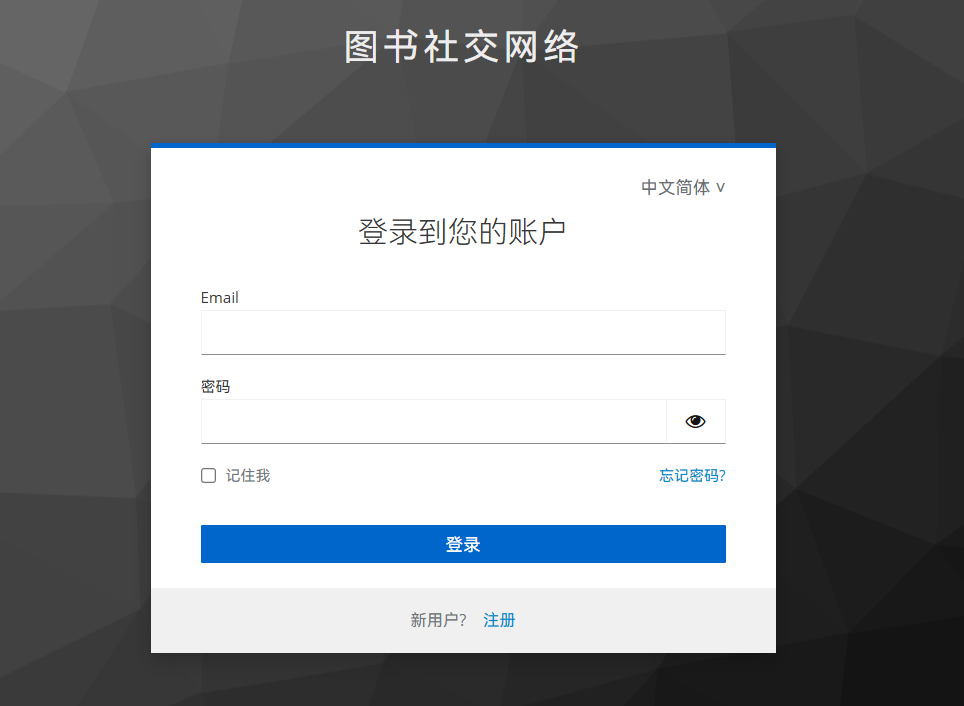 图书社交网络
中文简体 ˅
登录到您的账户
Email
密码
记住我
忘记密码?
登录
新用户? 注册